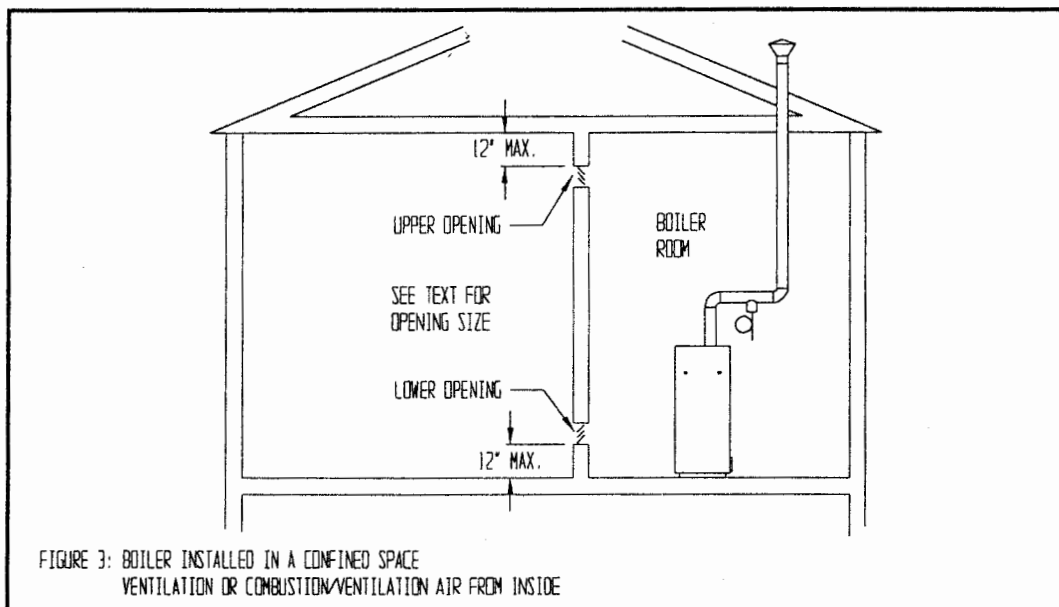 12" MAX.
UPPER OPENING
BOILER
ROOM
SEE TEXT FOR
OPENING SIZE
LOWER OPENING
12" MAX.
FIGURE 3: BOILER INSTALLED IN A CONFINED SPACE
VENTILATION OR COMBUSTION/VENTILATION AIR FROM INSIDE